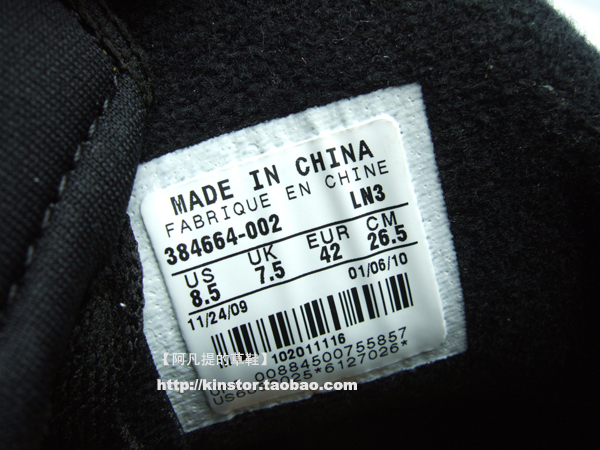 MADE IN CHINA
FABRIQUE EN CHINE
384664-002 LN3
US UK EUR CM
8.5 7.5 42 26.5
11/24/09 01/06/10
102011116
00884500755857
*6127026*
【阿凡提的草鞋】
http://kinstor.taobao.com